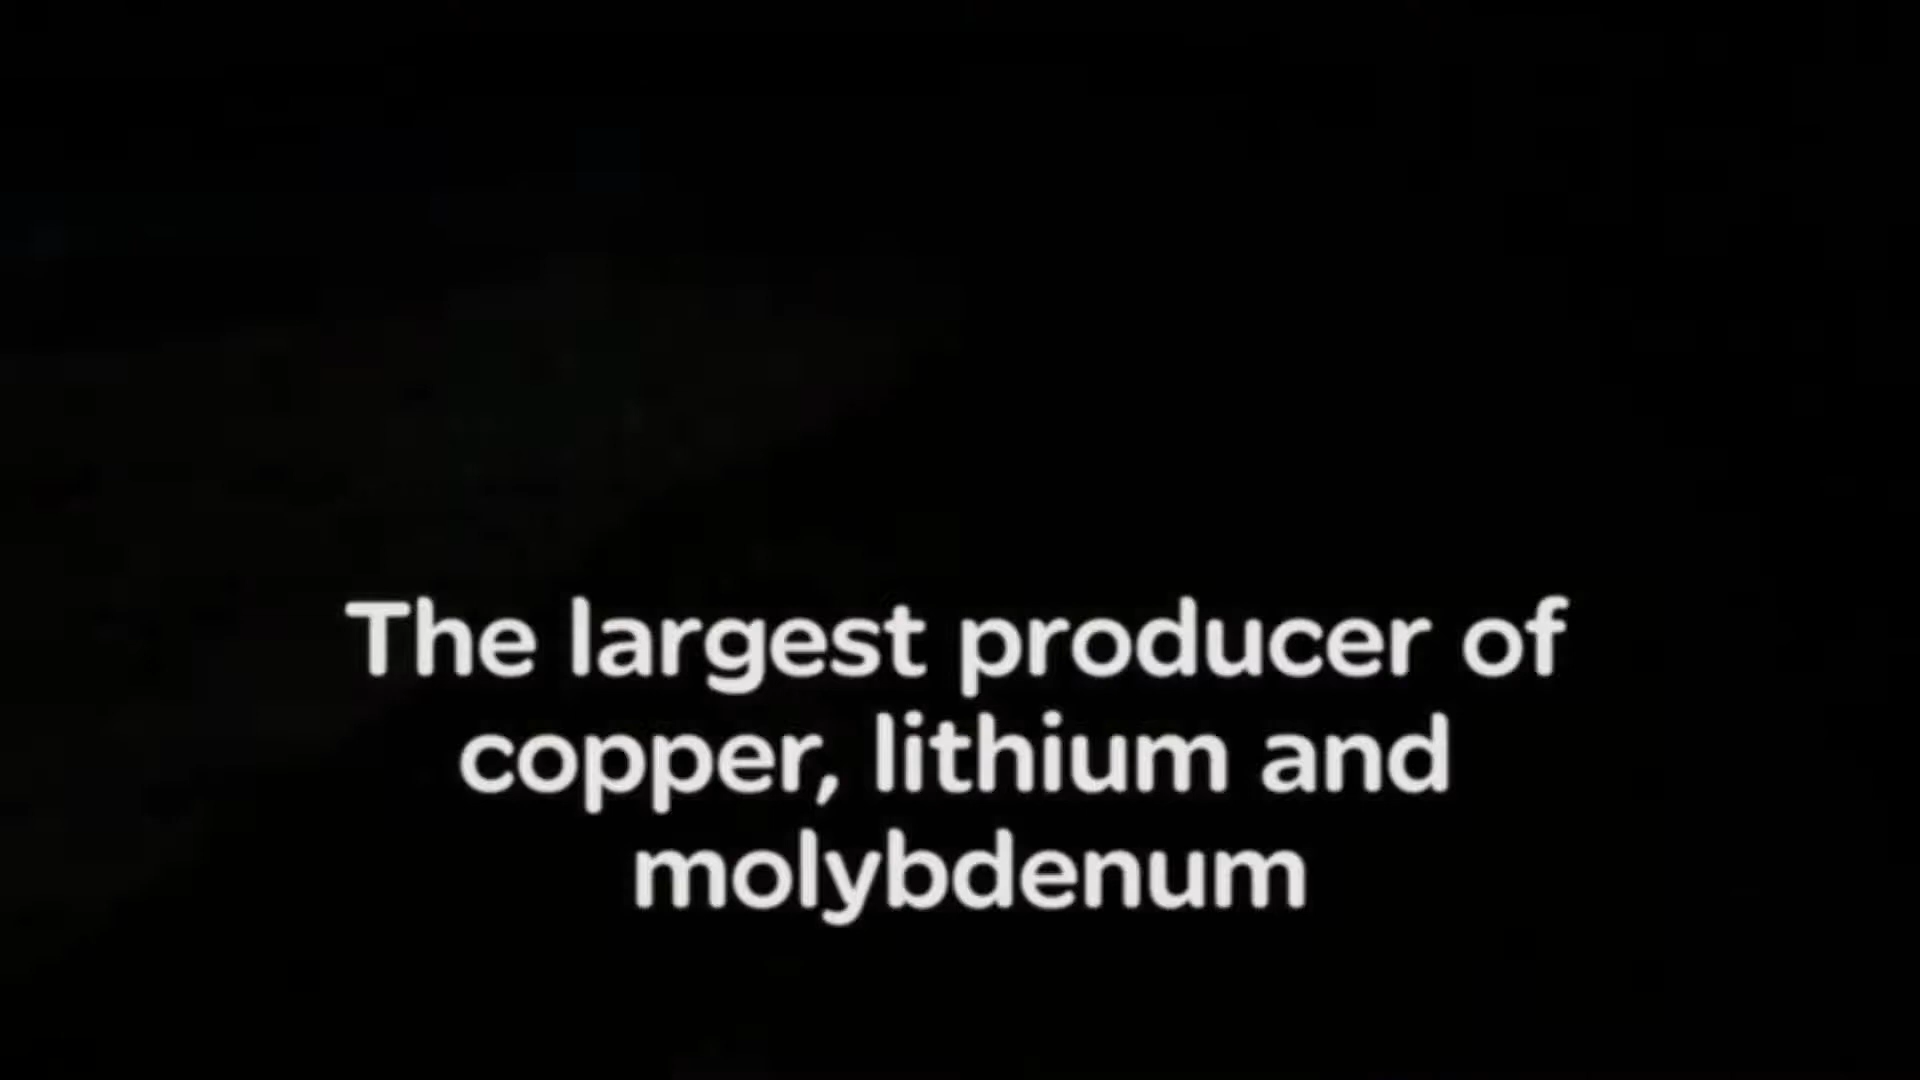 The largest producer of
copper, lithium and
molybdenum